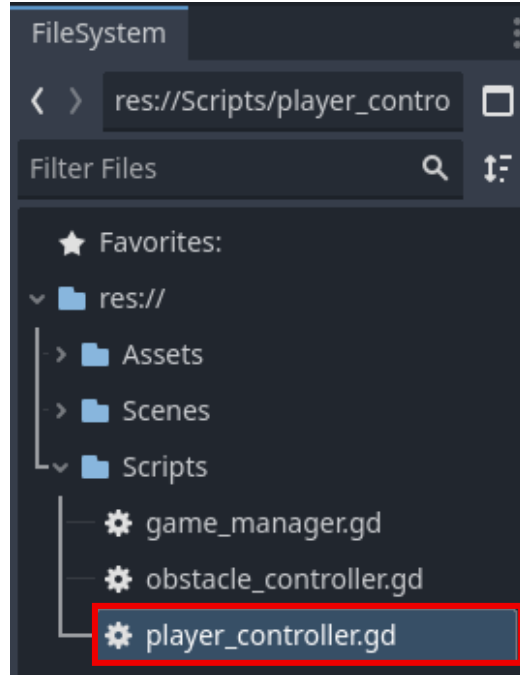 FileSystem
res://Scripts/player_contro
Filter Files
Favorites:
res://
Assets
Scenes
Scripts
game_manager.gd
obstacle_controller.gd
player_controller.gd